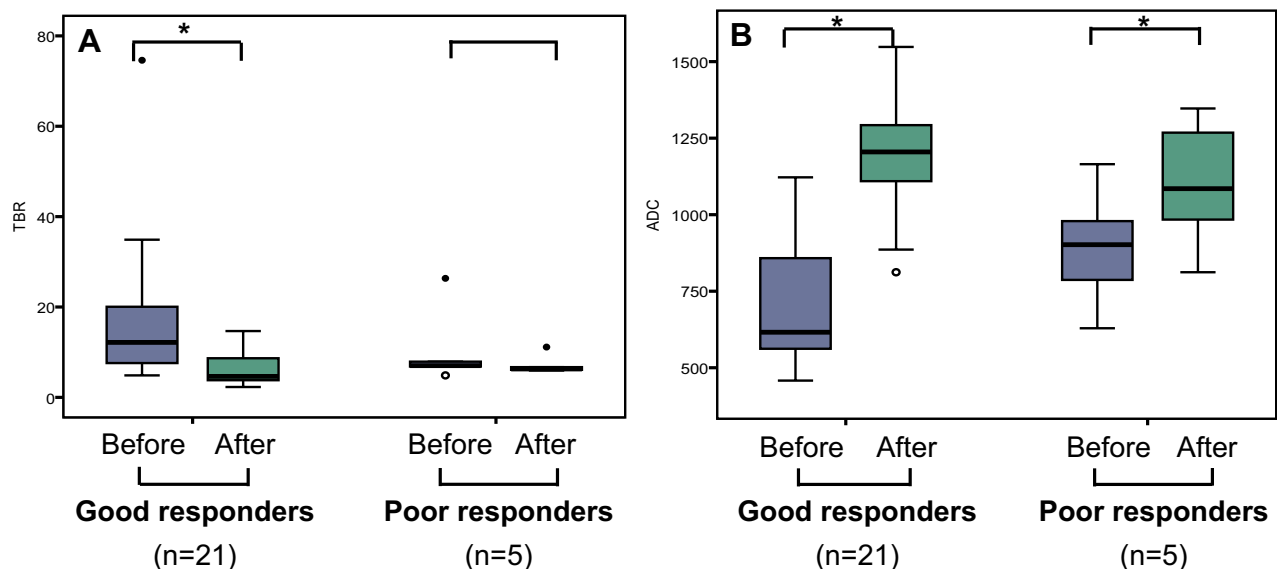 A
*
80
60
40
20
0
TBR
Before After Before After
Good responders Poor responders
(n=21) (n=5)
B
* *
1500
1250
1000
750
500
ADC
Before After Before After
Good responders Poor responders
(n=21) (n=5)